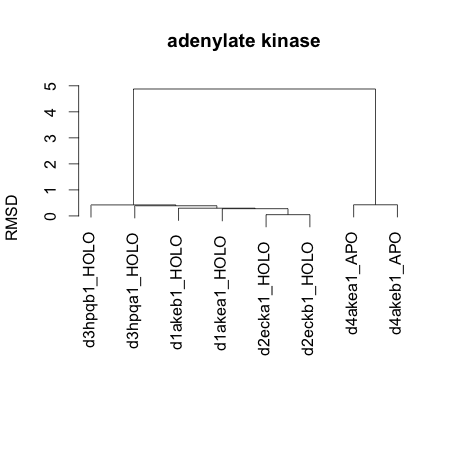 adenylate kinase
RMSD
5
4
3
2
1
0
d3hpqb1_HOLO
d3hpqa1_HOLO
d1akeb1_HOLO
d1akea1_HOLO
d2ecka1_HOLO
d2eckb1_HOLO
d4akea1_APO
d4akeb1_APO